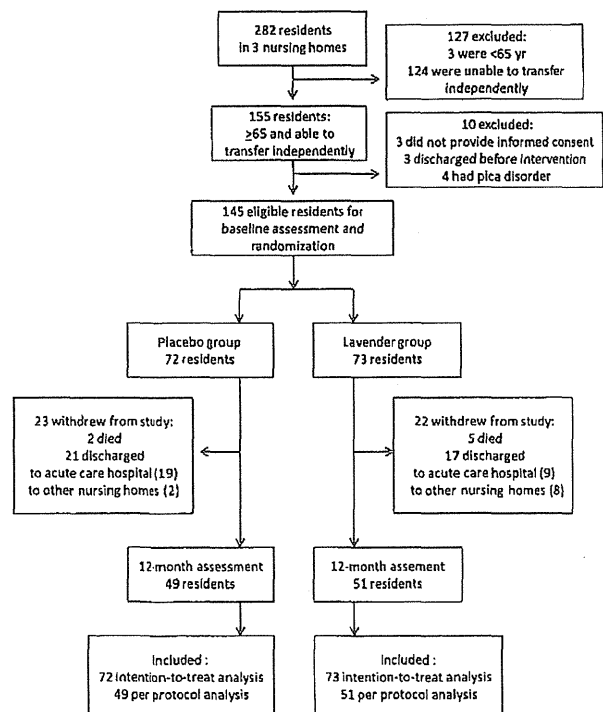 282 residents
in 3 nursing homes
127 excluded:
3 were <65 yr
124 were unable to transfer
independently
155 residents:
≥65 and able to
transfer independently
10 excluded:
3 did not provide informed consent
3 discharged before intervention
4 had pica disorder
145 eligible residents for
baseline assessment and
randomization
Placebo group
72 residents
Lavender group
73 residents
23 withdrew from study:
2 died
21 discharged
to acute care hospital (19)
to other nursing homes (2)
22 withdrew from study:
5 died
17 discharged
to acute care hospital (9)
to other nursing homes (8)
12-month assessment
49 residents
12-month assement
51 residents
Included :
72 intention-to-treat analysis
49 per protocol analysis
Included :
73 intention-to-treat analysis
51 per protocol analysis